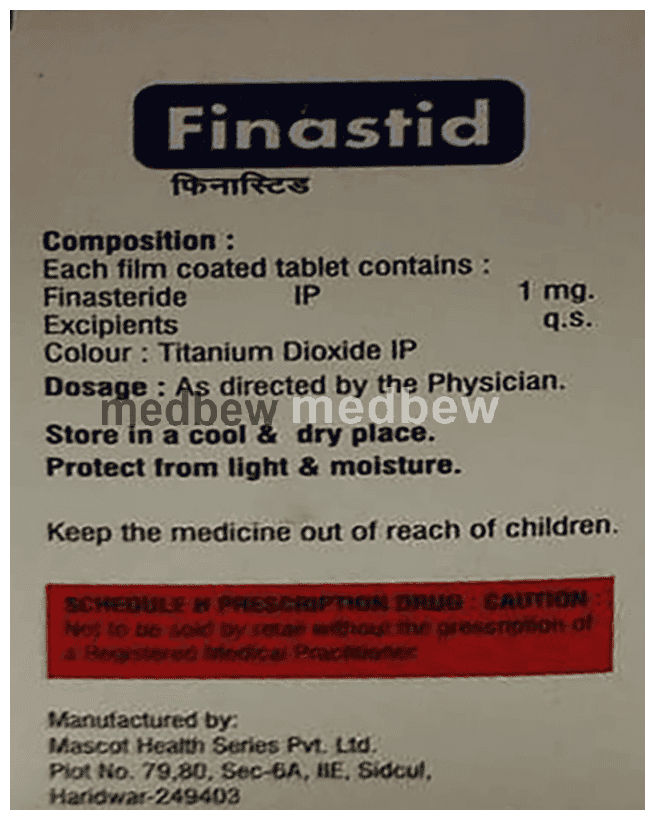 Finastid
फिनास्टिड
Composition :
Each film coated tablet contains :
Finasteride IP 1 mg.
Excipients q.s.
Colour : Titanium Dioxide IP
Dosage : As directed by the Physician.
medbew medbew
Store in a cool & dry place.
Protect from light & moisture.
Keep the medicine out of reach of children.
SCHEDULE H PRESCRIPTION DRUG : CAUTION :
Not to be sold by retail without the prescription of
a Registered Medical Practitioner
Manufactured by:
Mascot Health Series Pvt. Ltd.
Plot No. 79,80, Sec-6A, IIE, Sidcul,
Haridwar-249403